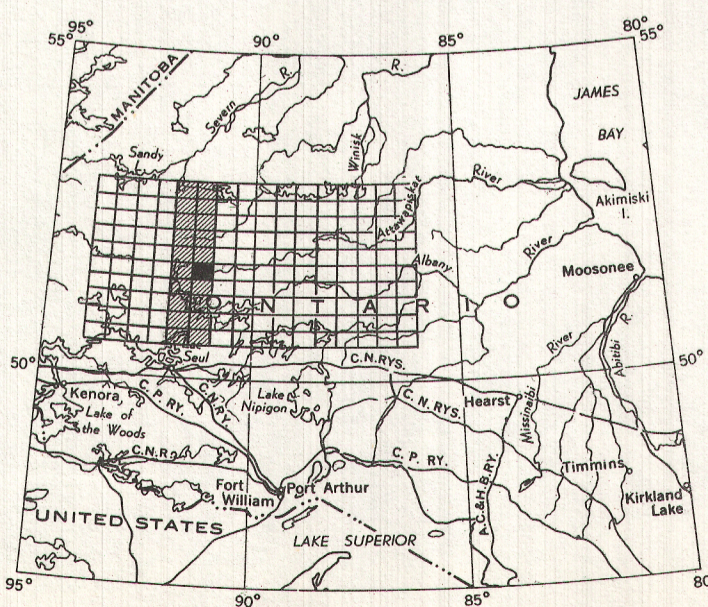 95°
90°
85°
80°
55°
55°
MANITOBA
Severn
R.
R.
JAMES
BAY
Winisk
Sandy
River
Attawapiskat
Akimiski
I.
River
Albany
Moosonee
ONTARIO
River
Abitibi
R.
50°
50°
Seul
C.N.RYS.
Kenora
C.P.RY.
C.N.RY.
Lake
Nipigon
C.N.RYS.
Hearst
Missinaibi
Lake of
the Woods
C.N.R.
C.P.RY.
Timmins
Fort
William
Port Arthur
A.C.&H.B.RY.
Kirkland
Lake
UNITED STATES
LAKE SUPERIOR
95°
90°
85°
80